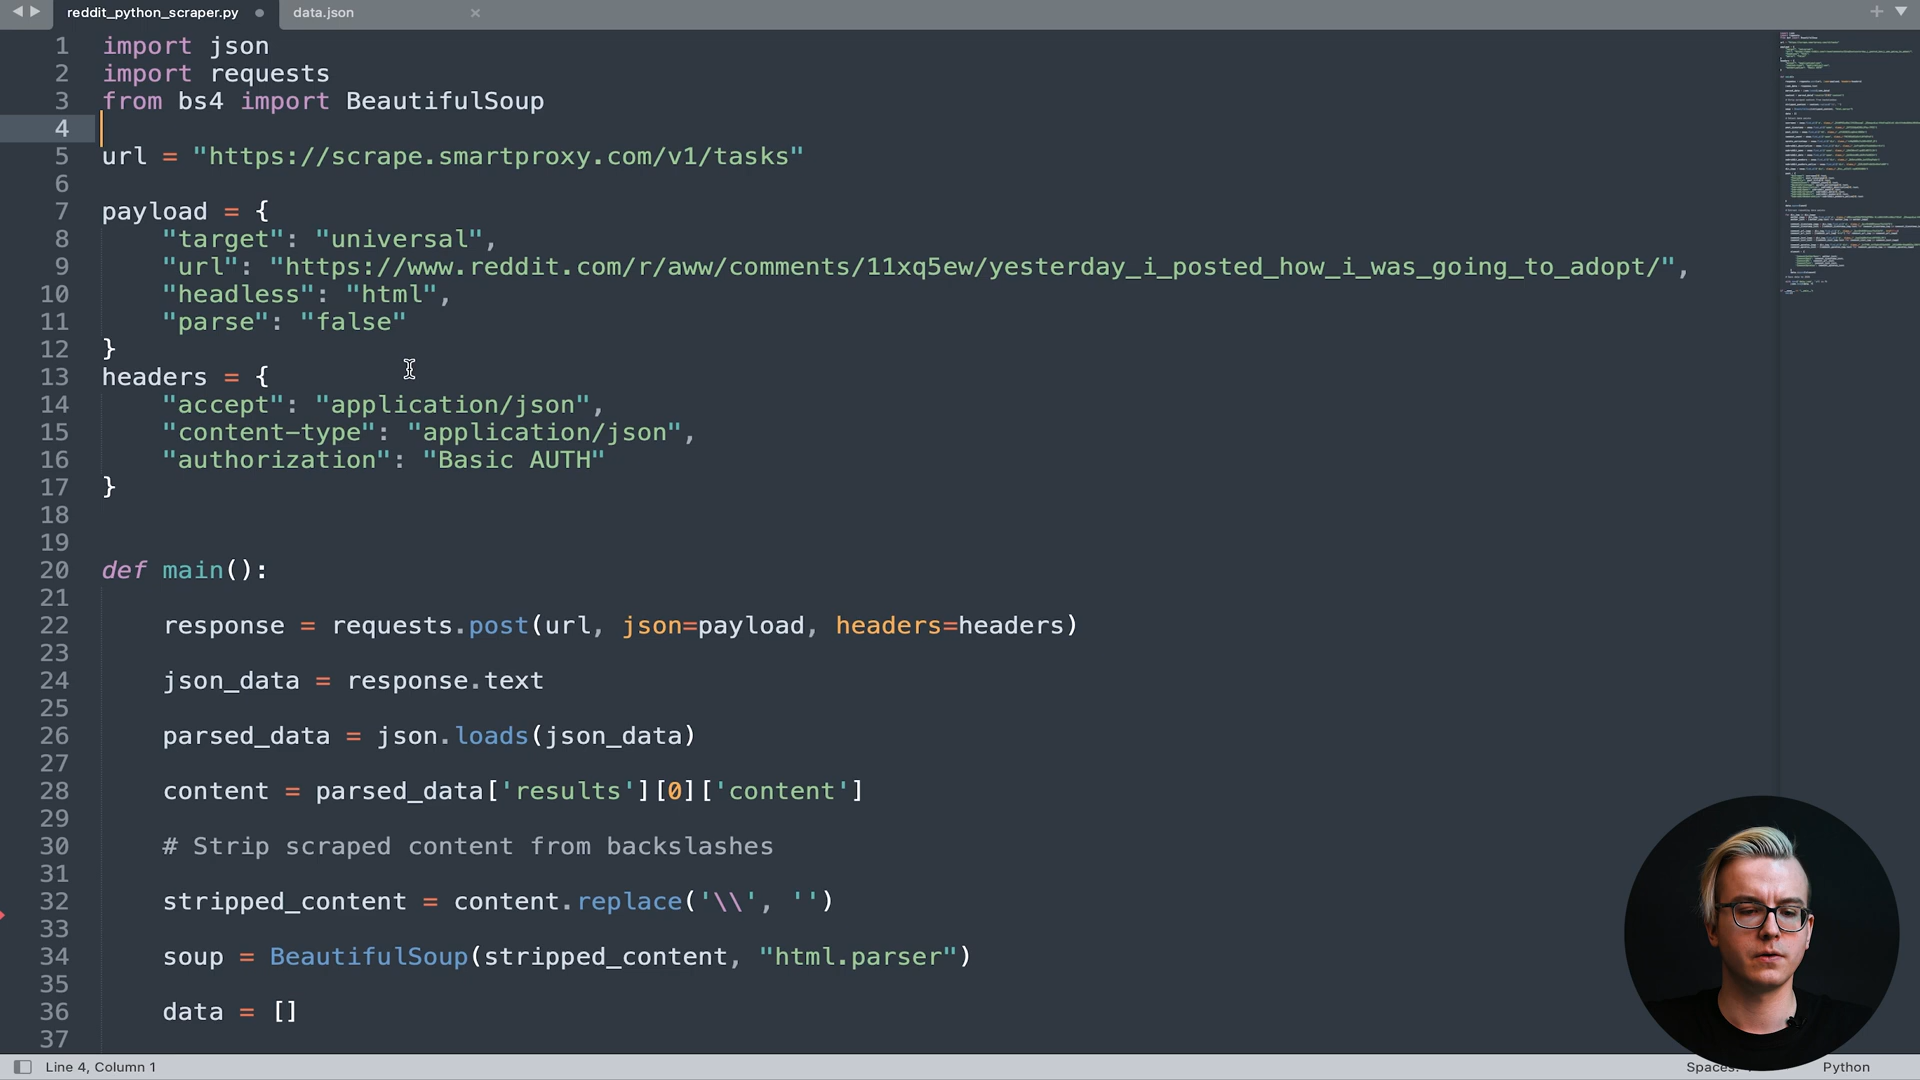 reddit_python_scraper.py
data.json
1 import json
2 import requests
3 from bs4 import BeautifulSoup
4
5 url = "https://scrape.smartproxy.com/v1/tasks"
6
7 payload = {
8 "target": "universal",
9 "url": "https://www.reddit.com/r/aww/comments/11xq5ew/yesterday_i_posted_how_i_was_going_to_adopt/",
10 "headless": "html",
11 "parse": "false"
12 }
13 headers = {
14 "accept": "application/json",
15 "content-type": "application/json",
16 "authorization": "Basic AUTH"
17 }
18
19
20 def main():
21
22 response = requests.post(url, json=payload, headers=headers)
23
24 json_data = response.text
25
26 parsed_data = json.loads(json_data)
27
28 content = parsed_data['results'][0]['content']
29
30 # Strip scraped content from backslashes
31
32 stripped_content = content.replace('\\', '')
33
34 soup = BeautifulSoup(stripped_content, "html.parser")
35
36 data = []
37
Line 4, Column 1
Spaces:
Python